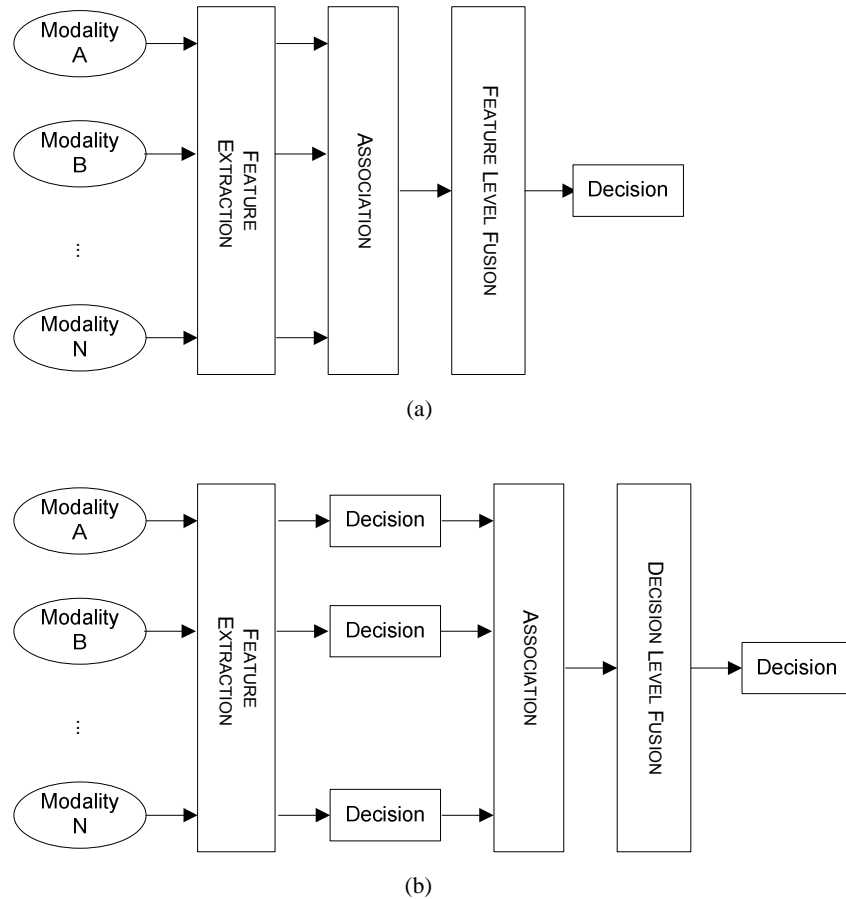 Modality
A
Modality
B
...
Modality
N
FEATURE
EXTRACTION
ASSOCIATION
FEATURE LEVEL FUSION
Decision
(a)
Modality
A
Modality
B
...
Modality
N
FEATURE
EXTRACTION
Decision
Decision
Decision
ASSOCIATION
DECISION LEVEL FUSION
Decision
(b)